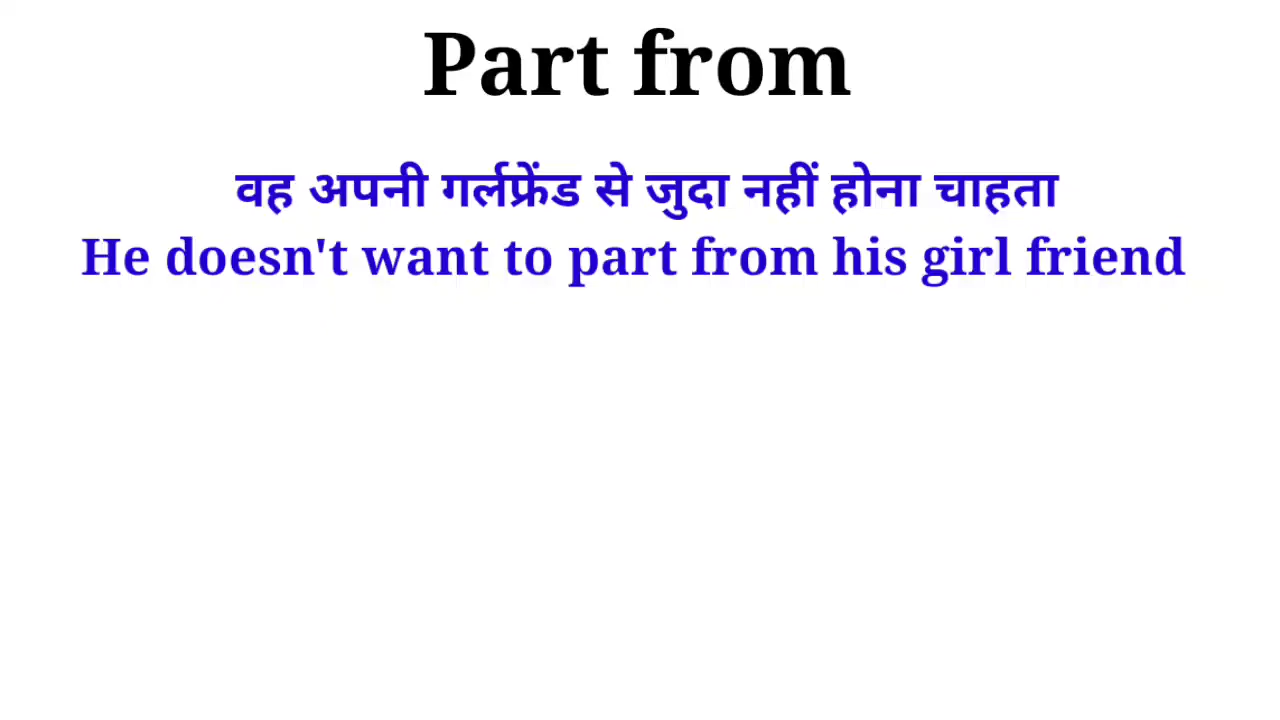 Part from
वह अपनी गर्लफ्रेंड से जुदा नहीं होना चाहता
He doesn't want to part from his girl friend